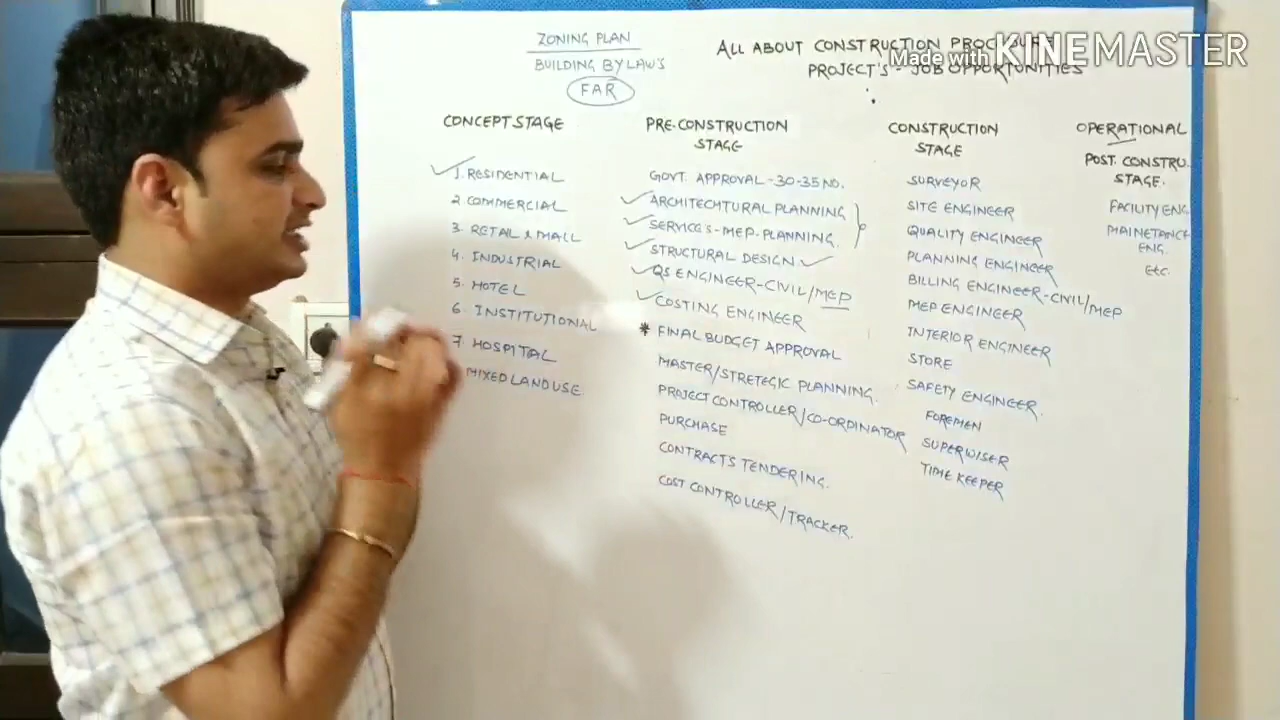 ZONING PLAN
BUILDING BY LAW'S
FAR
ALL ABOUT CONSTRUCTION PROCDURE
PROJECT'S - JOB OPPORTUNITIES
Made with KINEMASTER
CONCEPT STAGE
1. RESIDENTIAL
2. COMMERCIAL
3. RETAL & MALL
4. INDUSTRIAL
5. HOTEL
6. INSTITUTIONAL
7. HOSPITAL
MIXED LAND USE.
PRE-CONSTRUCTION
STAGE
GOVT. APPROVAL - 30-35 NO.
ARCHITECHTURAL PLANNING
SERVICE'S - MEP - PLANNING.
STRUCTURAL DESIGN
QS ENGINEER - CIVIL/MEP
COSTING ENGINEER
* FINAL BUDGET APPROVAL
MASTER/STRETEGIC PLANNING.
PROJECT CONTROLLER/CO-ORDINATOR
PURCHASE
CONTRACTS TENDERING.
COST CONTROLLER/TRACKER.
CONSTRUCTION
STAGE
SURVEYOR
SITE ENGINEER
QUALITY ENGINEER
PLANNING ENGINEER
BILLING ENGINEER - CIVIL/MEP
MEP ENGINEER
INTERIOR ENGINEER
STORE
SAFETY ENGINEER.
FOREMEN
SUPERWISER
TIME KEEPER
OPERATIONAL
POST. CONSTRU.
STAGE.
FACILITY ENG
MAINETANCE
ENG.
Etc.